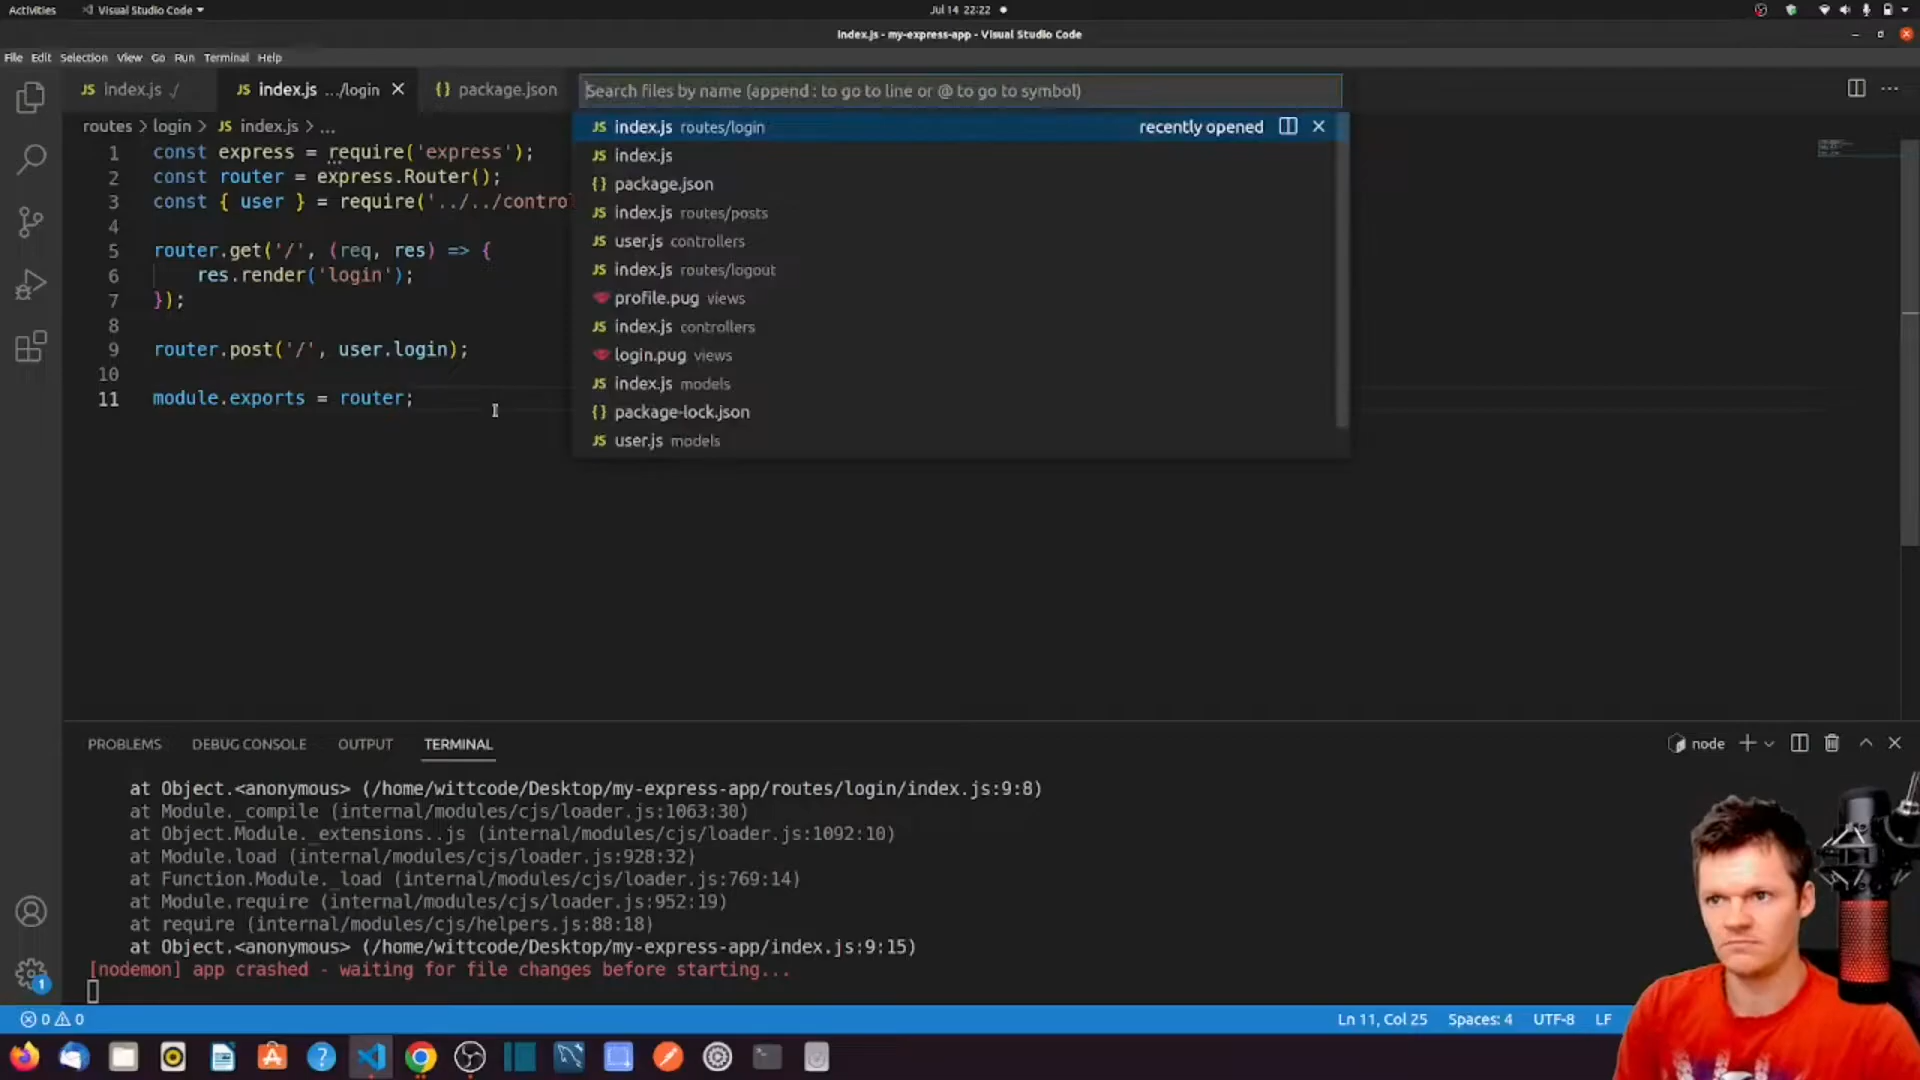 Activities
Visual Studio Code
Jul 14 22:22
index.js - my-express-app - Visual Studio Code
File Edit Selection View Go Run Terminal Help
JS index.js ./
JS index.js .../login
{} package.json
Search files by name (append : to go to line or @ to go to symbol)
routes > login > JS index.js > ...
JS index.js routes/login recently opened
JS index.js
{} package.json
JS index.js routes/posts
JS user.js controllers
JS index.js routes/logout
profile.pug views
JS index.js controllers
login.pug views
JS index.js models
{} package-lock.json
JS user.js models
1 const express = require('express');
2 const router = express.Router();
3 const { user } = require('../../contro
4
5 router.get('/', (req, res) => {
6 res.render('login');
7 });
8
9 router.post('/', user.login);
10
11 module.exports = router;
PROBLEMS DEBUG CONSOLE OUTPUT TERMINAL
node
at Object.<anonymous> (/home/wittcode/Desktop/my-express-app/routes/login/index.js:9:8)
at Module._compile (internal/modules/cjs/loader.js:1063:30)
at Object.Module._extensions..js (internal/modules/cjs/loader.js:1092:10)
at Module.load (internal/modules/cjs/loader.js:928:32)
at Function.Module._load (internal/modules/cjs/loader.js:769:14)
at Module.require (internal/modules/cjs/loader.js:952:19)
at require (internal/modules/cjs/helpers.js:88:18)
at Object.<anonymous> (/home/wittcode/Desktop/my-express-app/index.js:9:15)
[nodemon] app crashed - waiting for file changes before starting...
1
0 0
Ln 11, Col 25 Spaces: 4 UTF-8 LF